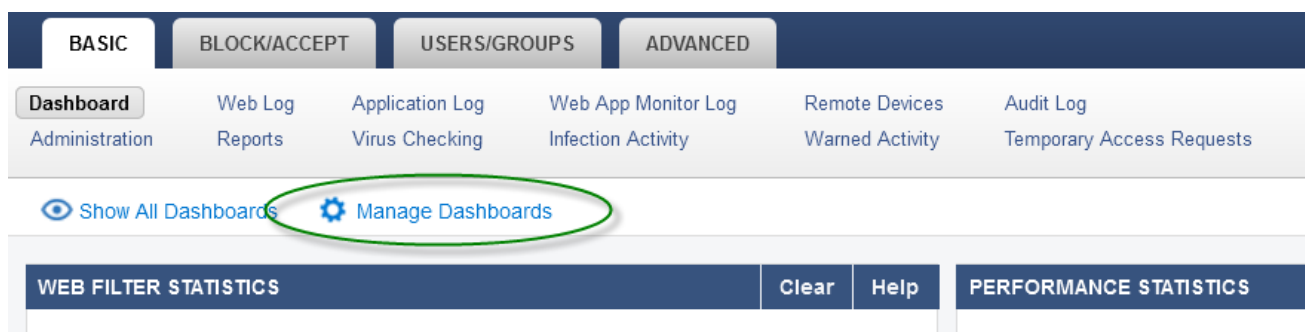 BASIC BLOCK/ACCEPT USERS/GROUPS ADVANCED
Dashboard Web Log Application Log Web App Monitor Log Remote Devices Audit Log
Administration Reports Virus Checking Infection Activity Warned Activity Temporary Access Requests
Show All Dashboards Manage Dashboards
WEB FILTER STATISTICS Clear Help PERFORMANCE STATISTICS